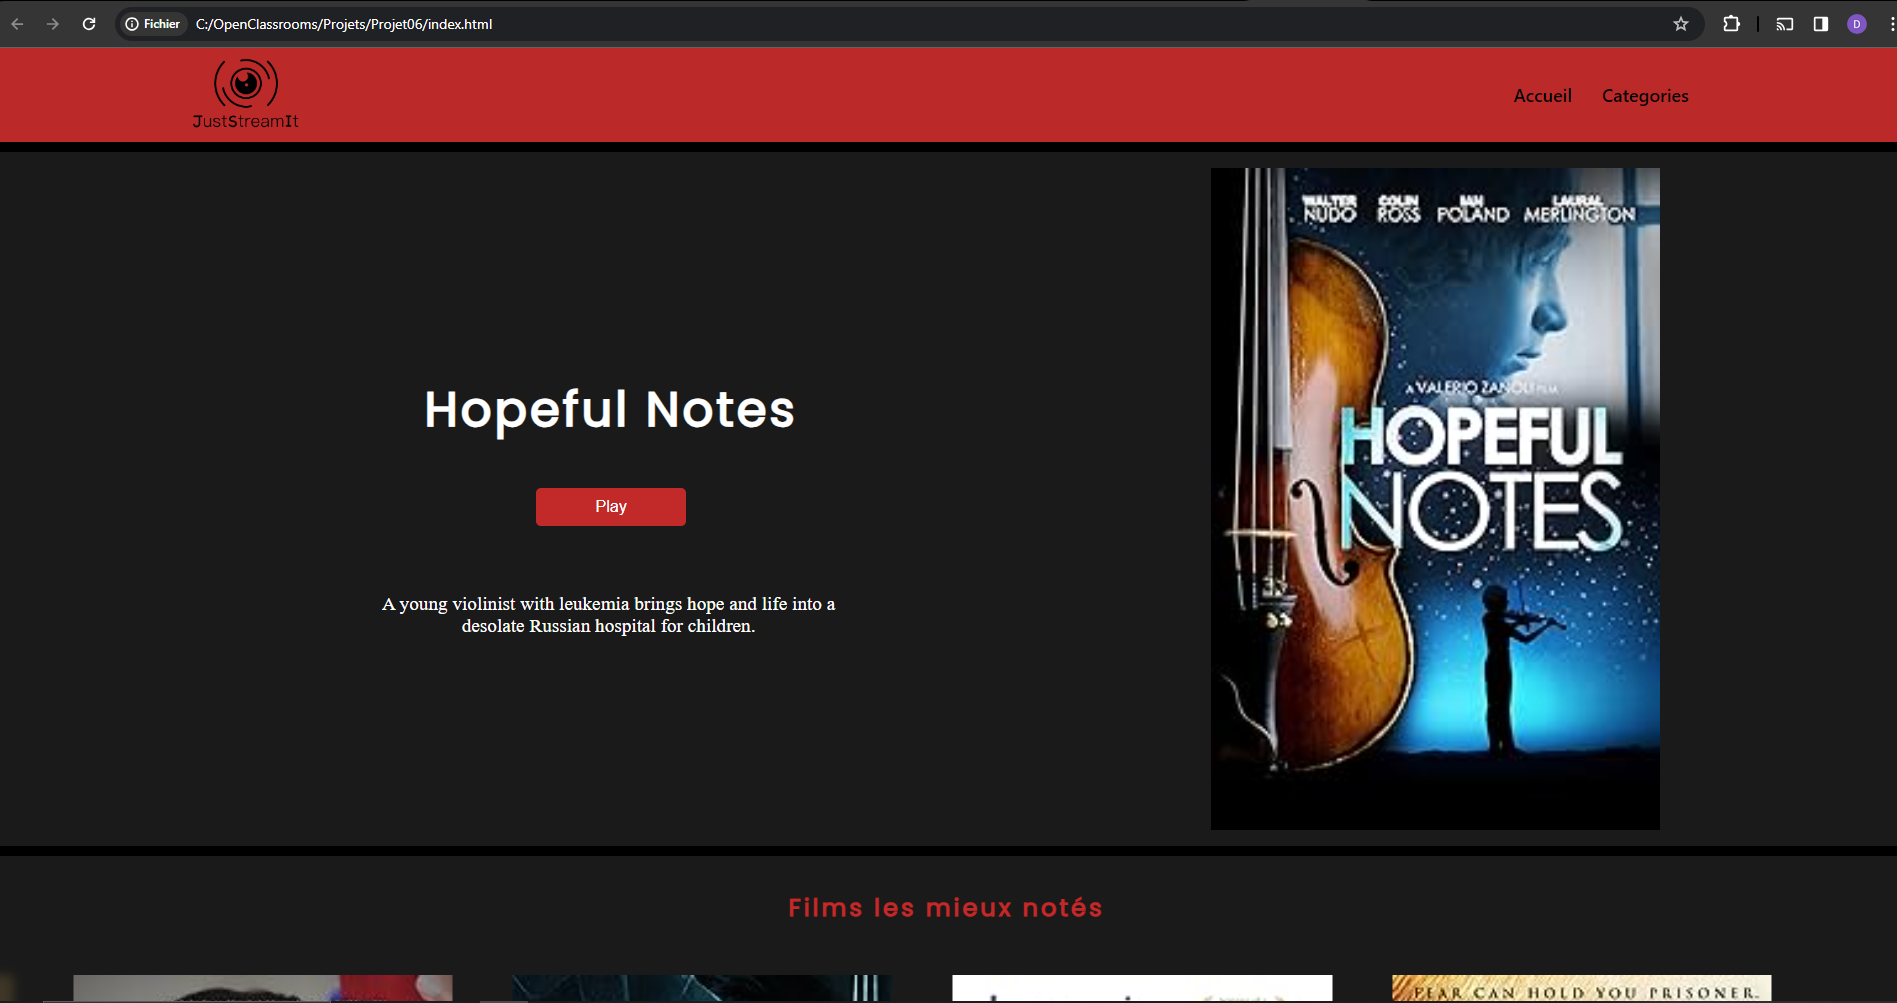 Fichier C:/OpenClassrooms/Projets/Projet06/index.html
D
JustStreamIt
Accueil Categories
WALTER NUDO COLIN ROSS IAN POLAND LAURAL MERLINGTON
A VALERIO ZANOLI FILM
HOPEFUL
NOTES
Hopeful Notes
Play
A young violinist with leukemia brings hope and life into a
desolate Russian hospital for children.
Films les mieux notés
FEAR CAN HOLD YOU PRISONER.